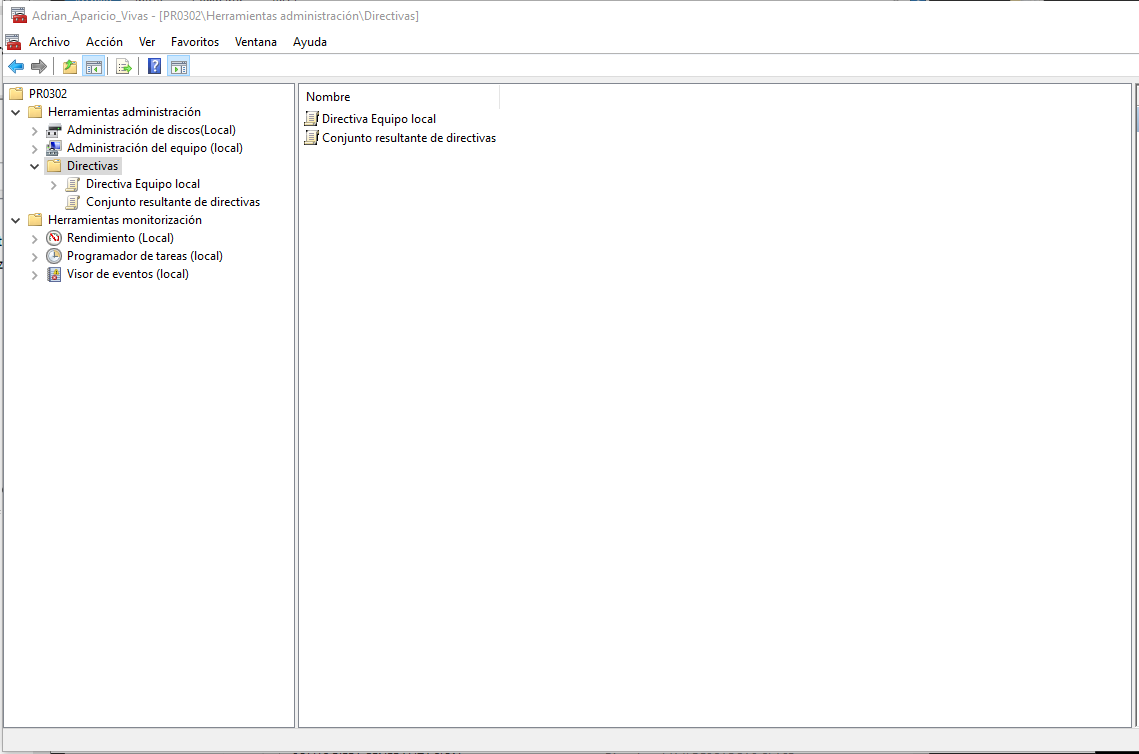 Adrian_Aparicio_Vivas - [PR0302\Herramientas administración\Directivas]
Archivo Acción Ver Favoritos Ventana Ayuda
PR0302
Herramientas administración
Administración de discos(Local)
Administración del equipo (local)
Directivas
Directiva Equipo local
Conjunto resultante de directivas
Herramientas monitorización
Rendimiento (Local)
Programador de tareas (local)
Visor de eventos (local)
Nombre
Directiva Equipo local
Conjunto resultante de directivas